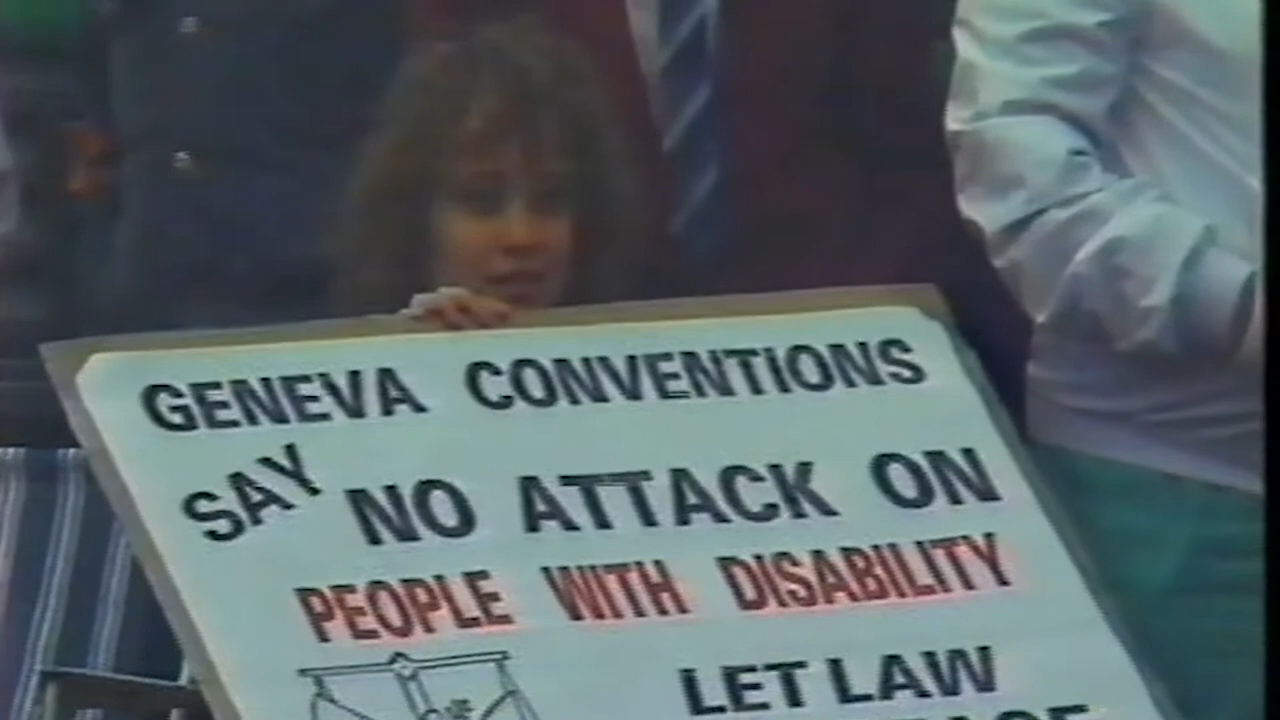 GENEVA CONVENTIONS
SAY NO ATTACK ON
PEOPLE WITH DISABILITY
LET LAW